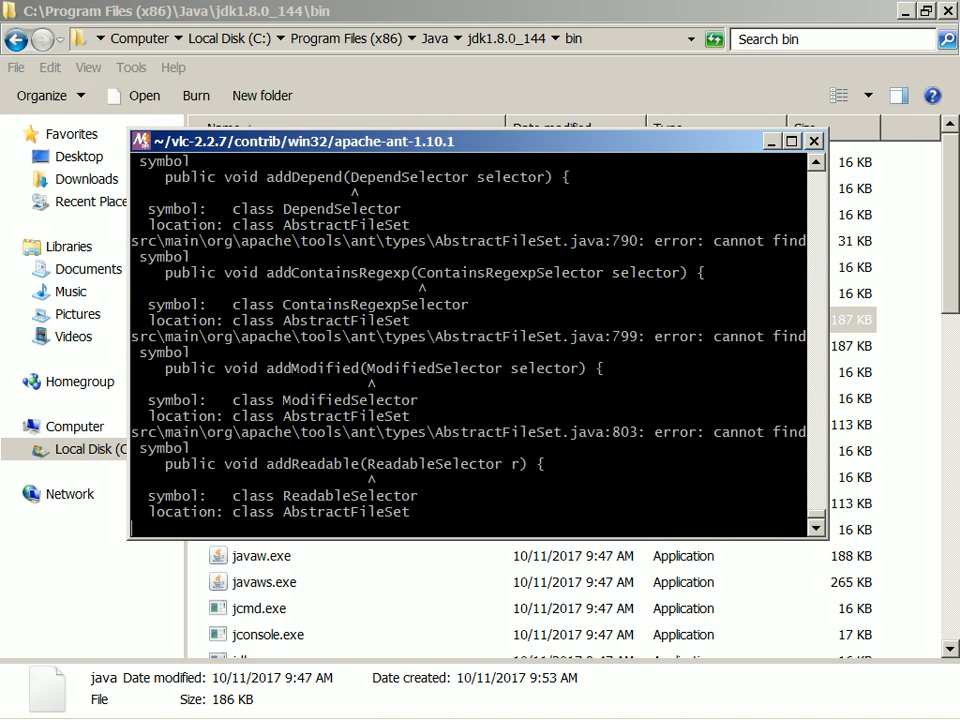 C:\Program Files (x86)\Java\jdk1.8.0_144\bin
Computer Local Disk (C:) Program Files (x86) Java jdk1.8.0_144 bin
Search bin
File Edit View Tools Help
Organize Open Burn New folder
Favorites
Desktop
Downloads
Recent Place
Libraries
Documents
Music
Pictures
Videos
Homegroup
Computer
Local Disk (C
Network
Name Date modified Type Size
~/vlc-2.2.7/contrib/win32/apache-ant-1.10.1
symbol
public void addDepend(DependSelector selector) {
^
symbol: class DependSelector
location: class AbstractFileSet
src\main\org\apache\tools\ant\types\AbstractFileSet.java:790: error: cannot find
symbol
public void addContainsRegexp(ContainsRegexpSelector selector) {
^
symbol: class ContainsRegexpSelector
location: class AbstractFileSet
src\main\org\apache\tools\ant\types\AbstractFileSet.java:799: error: cannot find
symbol
public void addModified(ModifiedSelector selector) {
^
symbol: class ModifiedSelector
location: class AbstractFileSet
src\main\org\apache\tools\ant\types\AbstractFileSet.java:803: error: cannot find
symbol
public void addReadable(ReadableSelector r) {
^
symbol: class ReadableSelector
location: class AbstractFileSet
16 KB
16 KB
16 KB
31 KB
16 KB
16 KB
187 KB
187 KB
16 KB
16 KB
113 KB
16 KB
16 KB
113 KB
16 KB
javaw.exe 10/11/2017 9:47 AM Application 188 KB
javaws.exe 10/11/2017 9:47 AM Application 265 KB
jcmd.exe 10/11/2017 9:47 AM Application 16 KB
jconsole.exe 10/11/2017 9:47 AM Application 17 KB
java Date modified: 10/11/2017 9:47 AM Date created: 10/11/2017 9:53 AM
File Size: 186 KB